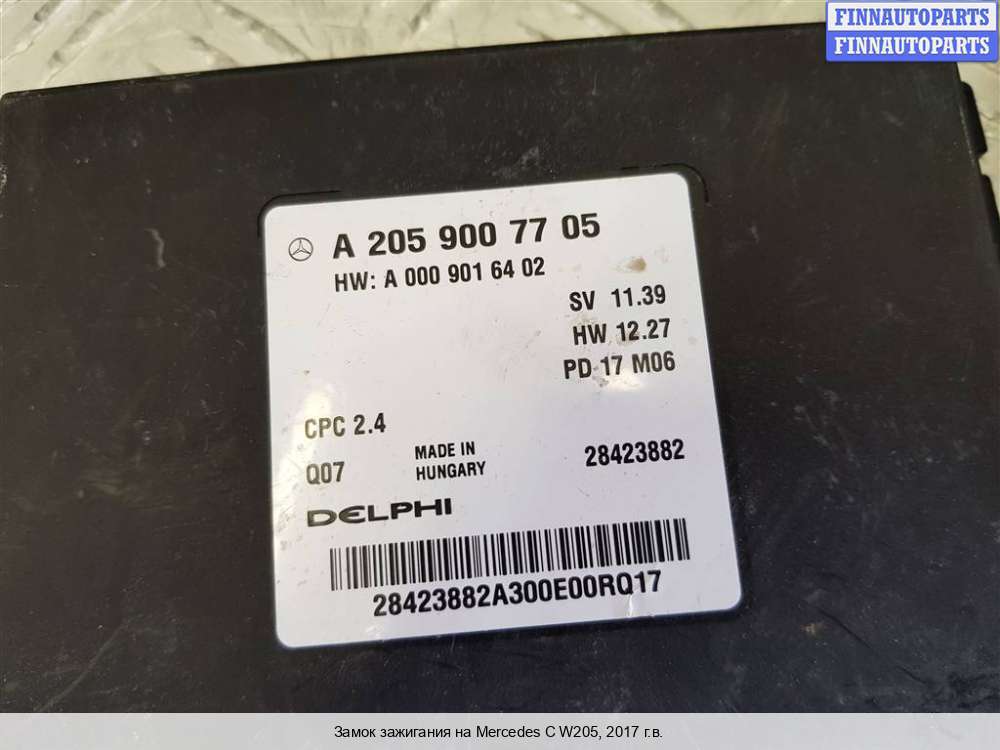 FINNAUTOPARTS
FINNAUTOPARTS
A 205 900 77 05
HW: A 000 901 64 02
SV 11.39
HW 12.27
PD 17 M06
CPC 2.4
Q07
MADE IN
HUNGARY
28423882
DELPHI
28423882A300E00RQ17
Замок зажигания на Mercedes C W205, 2017 г.в.